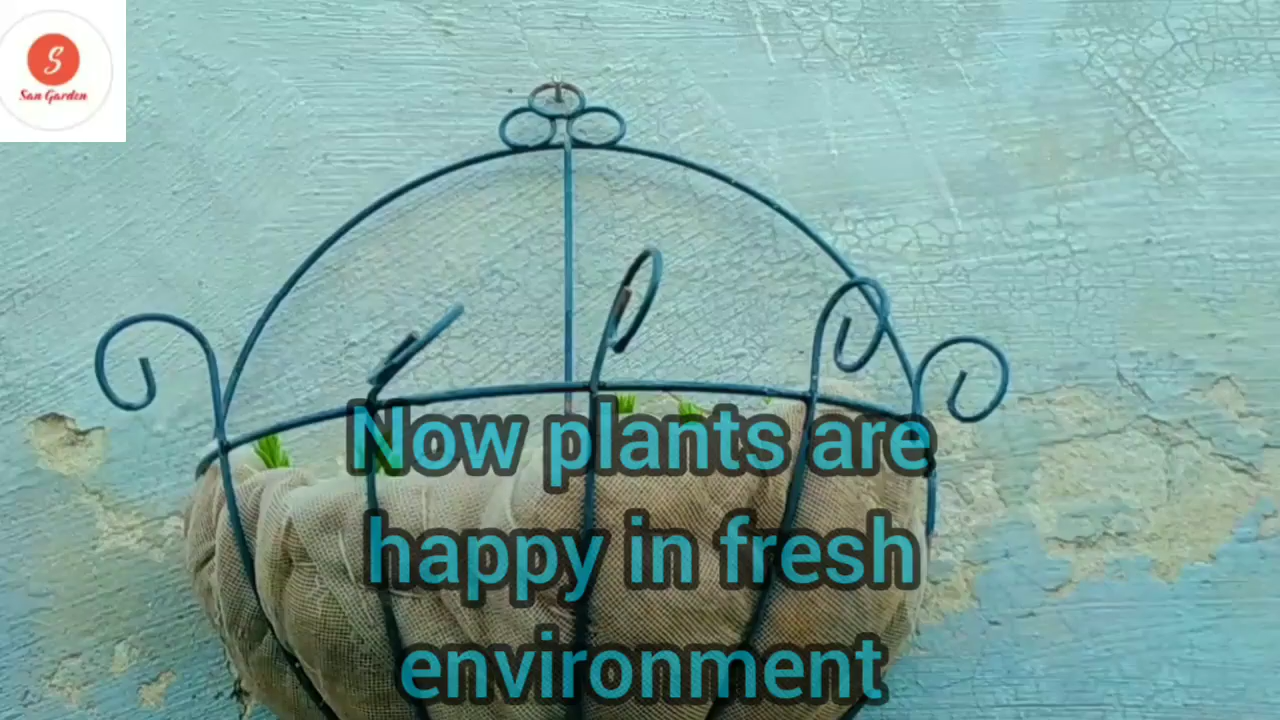 S
San Garden
Now plants are
happy in fresh
environment